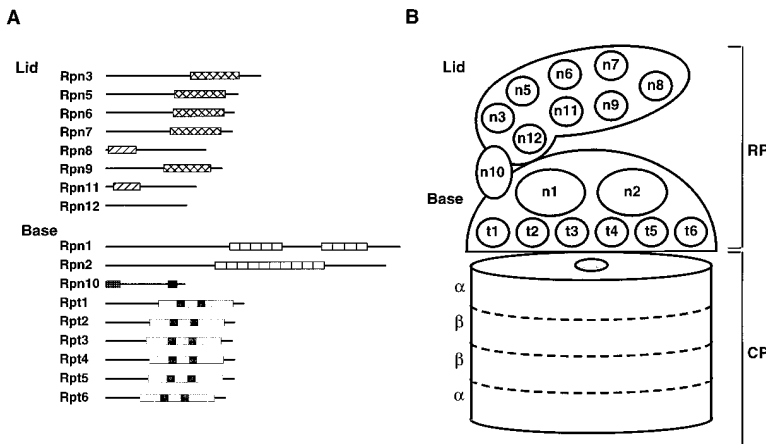 A
Lid
Rpn3
Rpn5
Rpn6
Rpn7
Rpn8
Rpn9
Rpn11
Rpn12
Base
Rpn1
Rpn2
Rpn10
Rpt1
Rpt2
Rpt3
Rpt4
Rpt5
Rpt6
B
Lid
n3
n5
n6
n7
n8
n9
n11
n12
n10
Base
n1
n2
t1
t2
t3
t4
t5
t6
RP
α
β
β
α
CP